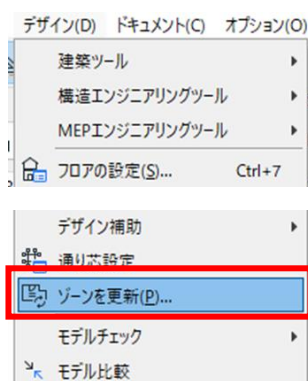 デザイン(D) ドキュメント(C) オプション(O)
建築ツール
構造エンジニアリングツール
MEPエンジニアリングツール
フロアの設定(S)... Ctrl+7
デザイン補助
通り芯設定
ゾーンを更新(P)...
モデルチェック
モデル比較